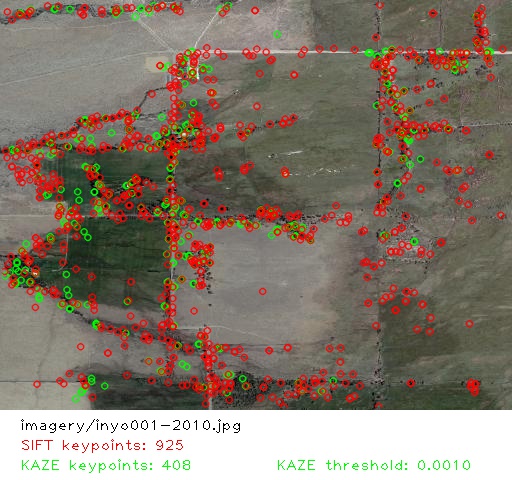 imagery/inyo001-2010.jpg
SIFT keypoints: 925
KAZE keypoints: 408 KAZE threshold: 0.0010